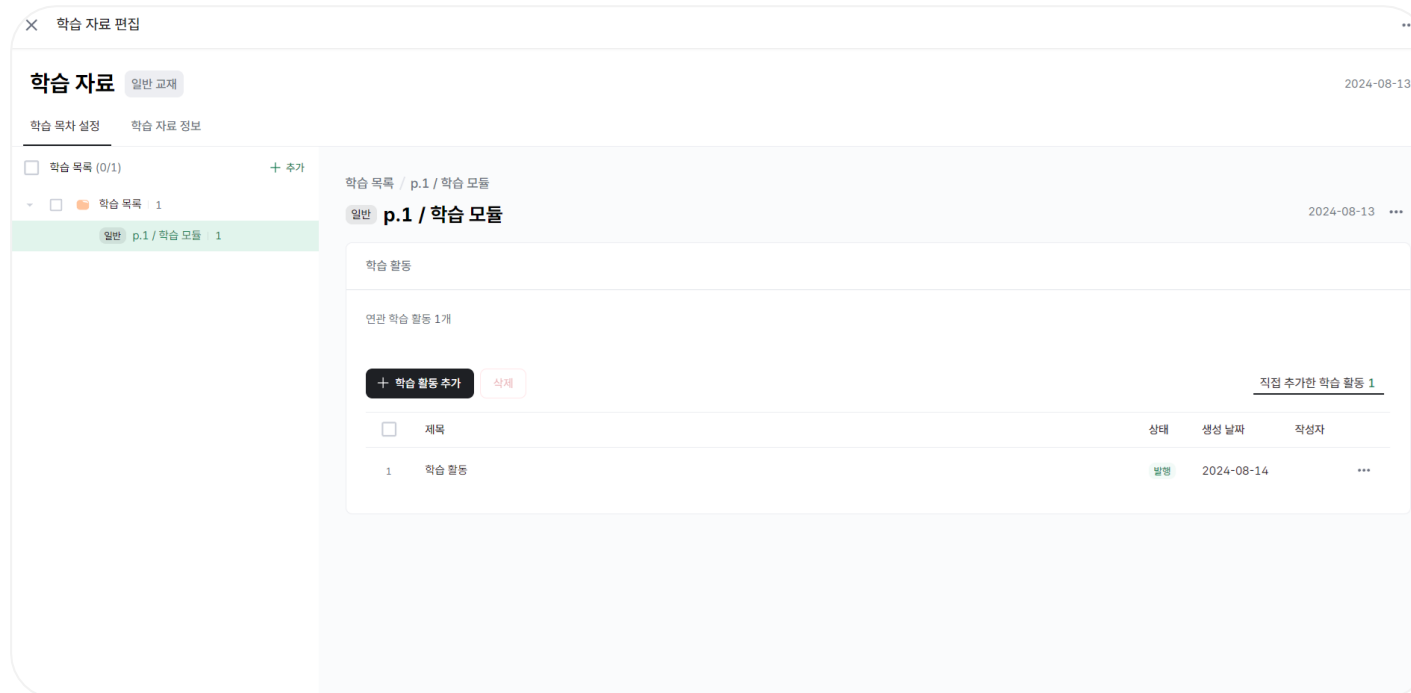 학습 자료 편집
학습 자료 일반 교재 2024-08-13
학습 목차 설정 학습 자료 정보
학습 목록 (0/1) + 추가
학습 목록 1
일반 p.1 / 학습 모듈 1
학습 목록 / p.1 / 학습 모듈
일반 p.1 / 학습 모듈 2024-08-13
학습 활동
연관 학습 활동 1개
+ 학습 활동 추가 삭제 직접 추가한 학습 활동 1
제목 상태 생성 날짜 작성자
1 학습 활동 발행 2024-08-14